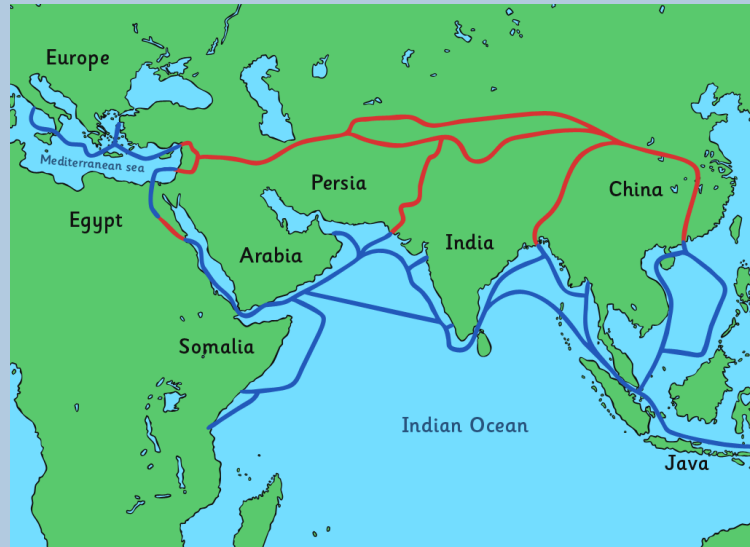 Europe
Mediterranean sea
Persia
China
Egypt
India
Arabia
Somalia
Indian Ocean
Java